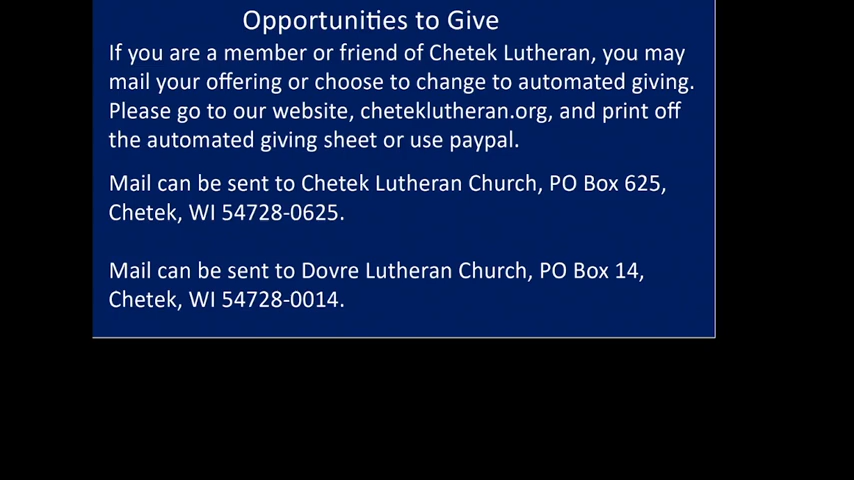 Opportunities to Give
If you are a member or friend of Chetek Lutheran, you may
mail your offering or choose to change to automated giving.
Please go to our website, cheteklutheran.org, and print off
the automated giving sheet or use paypal.
Mail can be sent to Chetek Lutheran Church, PO Box 625,
Chetek, WI 54728-0625.
Mail can be sent to Dovre Lutheran Church, PO Box 14,
Chetek, WI 54728-0014.